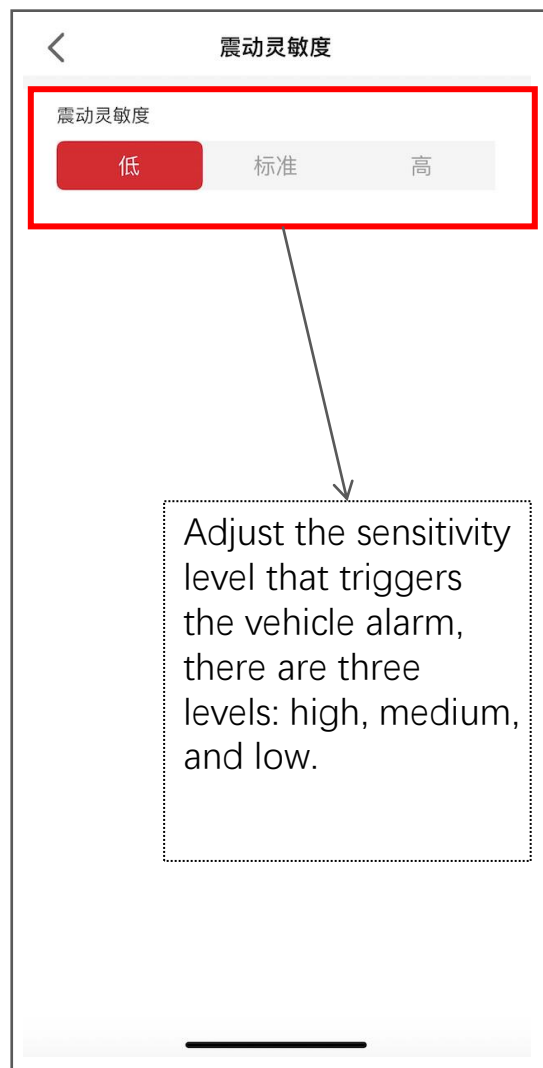 震动灵敏度
震动灵敏度
低 标准 高
Adjust the sensitivity
level that triggers
the vehicle alarm,
there are three
levels: high, medium,
and low.